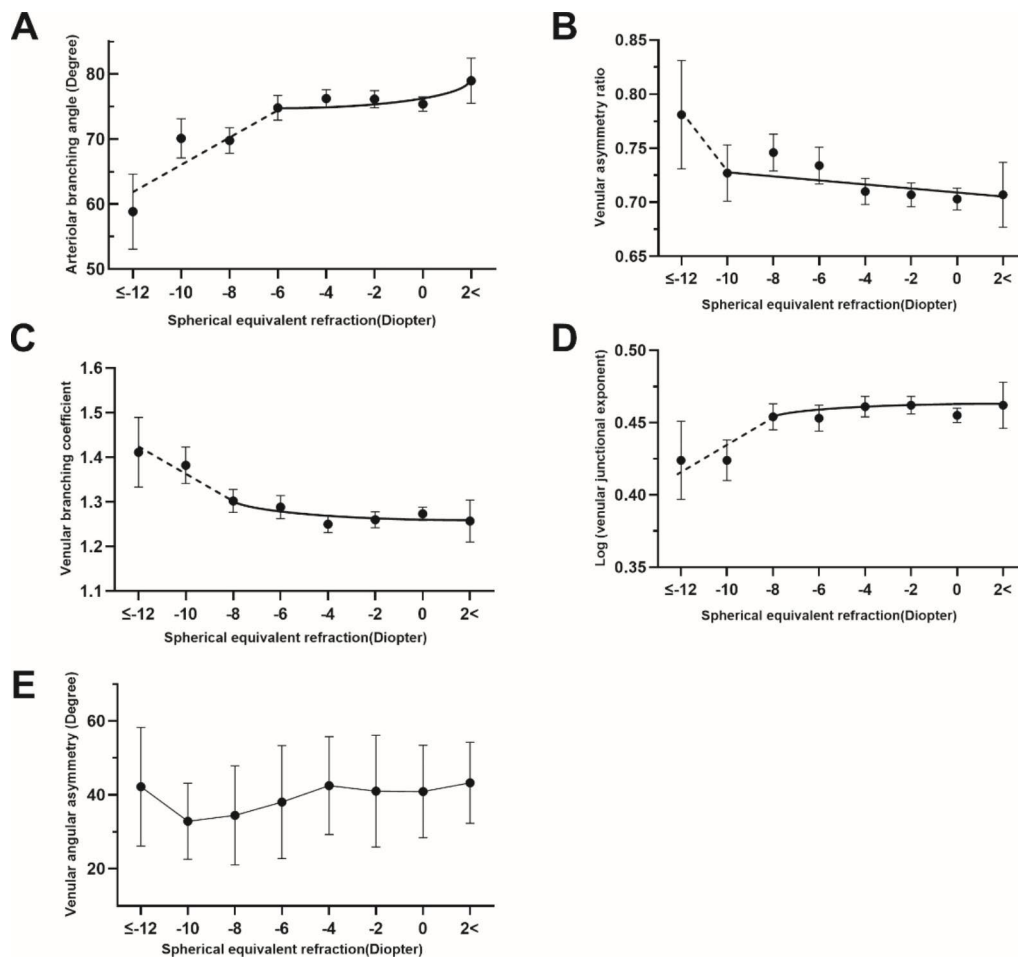 A
Arteriolar branching angle (Degree)
80
70
60
50
≤-12 -10 -8 -6 -4 -2 0 2<
Spherical equivalent refraction(Diopter)
B
Venular asymmetry ratio
0.85
0.80
0.75
0.70
0.65
≤-12 -10 -8 -6 -4 -2 0 2<
Spherical equivalent refraction(Diopter)
C
Venular branching coefficient
1.6
1.5
1.4
1.3
1.2
1.1
≤-12 -10 -8 -6 -4 -2 0 2<
Spherical equivalent refraction(Diopter)
D
Log (venular junctional exponent)
0.50
0.45
0.40
0.35
≤-12 -10 -8 -6 -4 -2 0 2<
Spherical equivalent refraction(Diopter)
E
Venular angular asymmetry (Degree)
60
40
20
≤-12 -10 -8 -6 -4 -2 0 2<
Spherical equivalent refraction(Diopter)